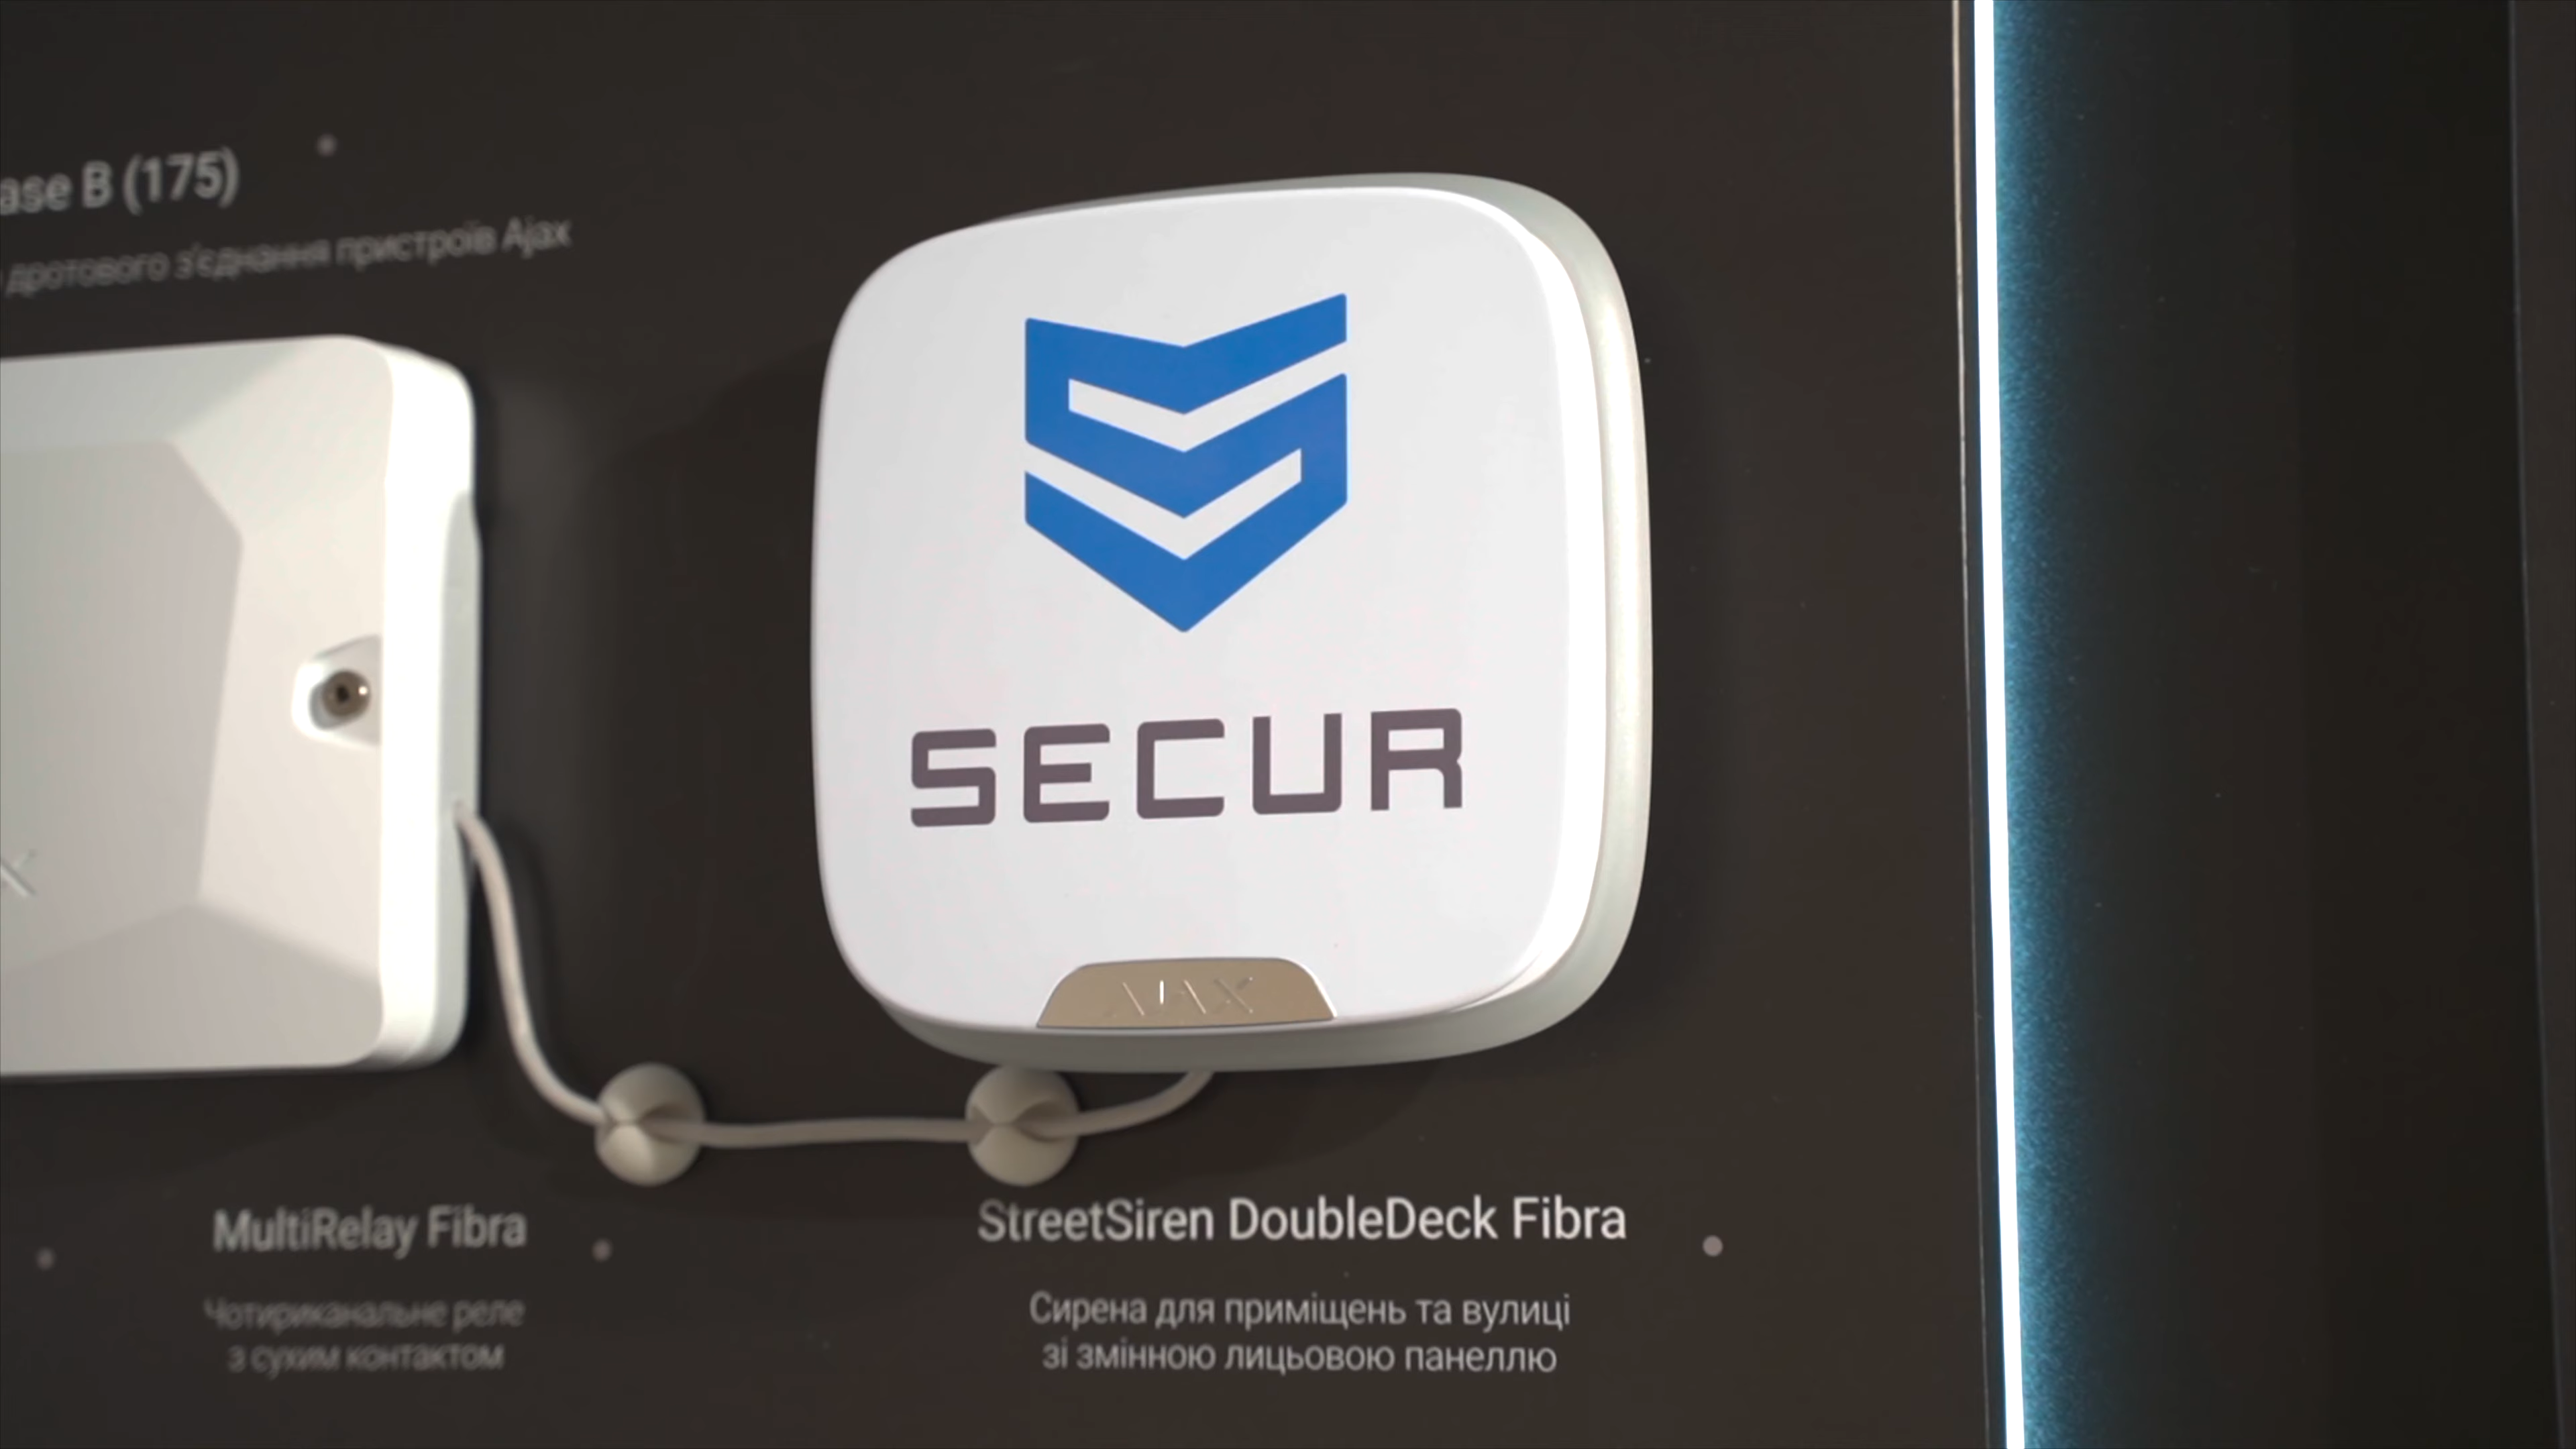 B (175)
дротового з'єднання пристроїв Ajax
SECUR
AJAX
MultiRelay Fibra
Чотириканальне реле
з сухим контактом
StreetSiren DoubleDeck Fibra
Сирена для приміщень та вулиці
зі змінною лицьовою панеллю